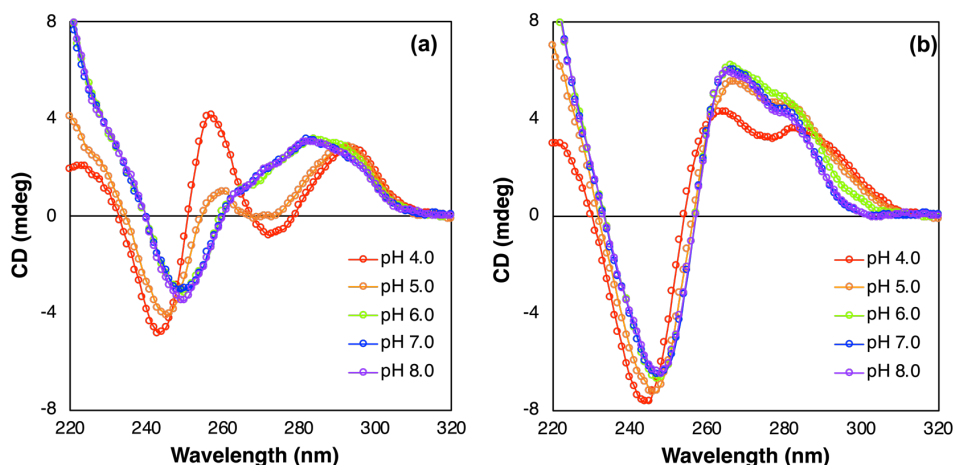 (a)
8
4
0
-4
-8
CD (mdeg)
pH 4.0
pH 5.0
pH 6.0
pH 7.0
pH 8.0
220 240 260 280 300 320
Wavelength (nm)
(b)
8
4
0
-4
-8
CD (mdeg)
pH 4.0
pH 5.0
pH 6.0
pH 7.0
pH 8.0
220 240 260 280 300 320
Wavelength (nm)